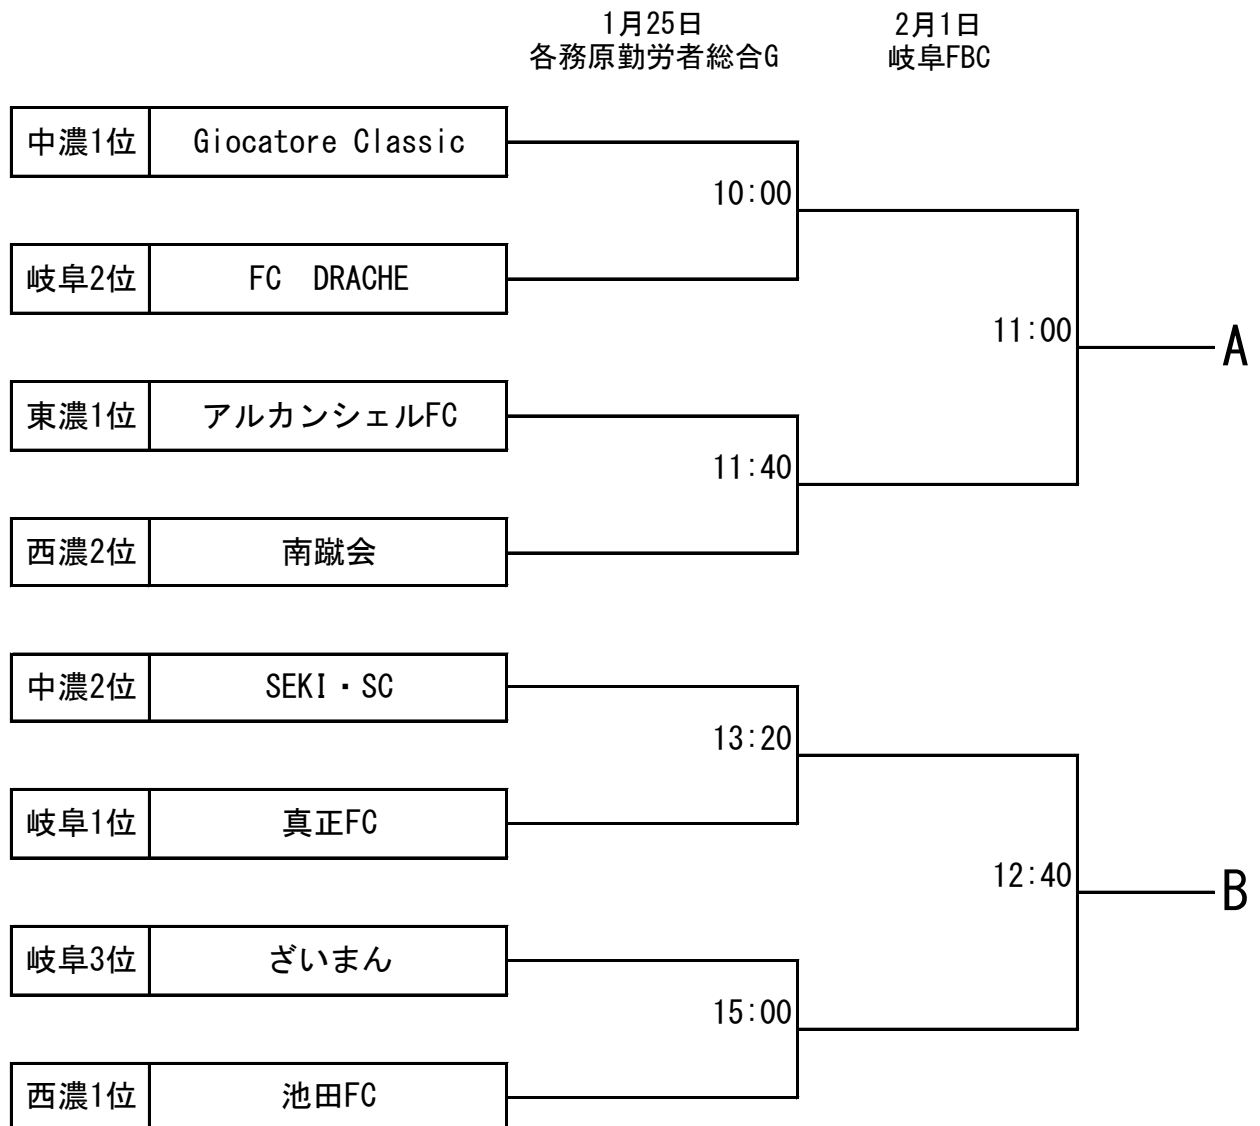 1月25日 2月1日
各務原勤労者総合G 岐阜FBC
中濃1位 Giocatore Classic
10:00
岐阜2位 FC　DRACHE
11:00
A
東濃1位 アルカンシェルFC
11:40
西濃2位 南蹴会
中濃2位 SEKI・SC
13:20
岐阜1位 真正FC
12:40
B
岐阜3位 ざいまん
15:00
西濃1位 池田FC